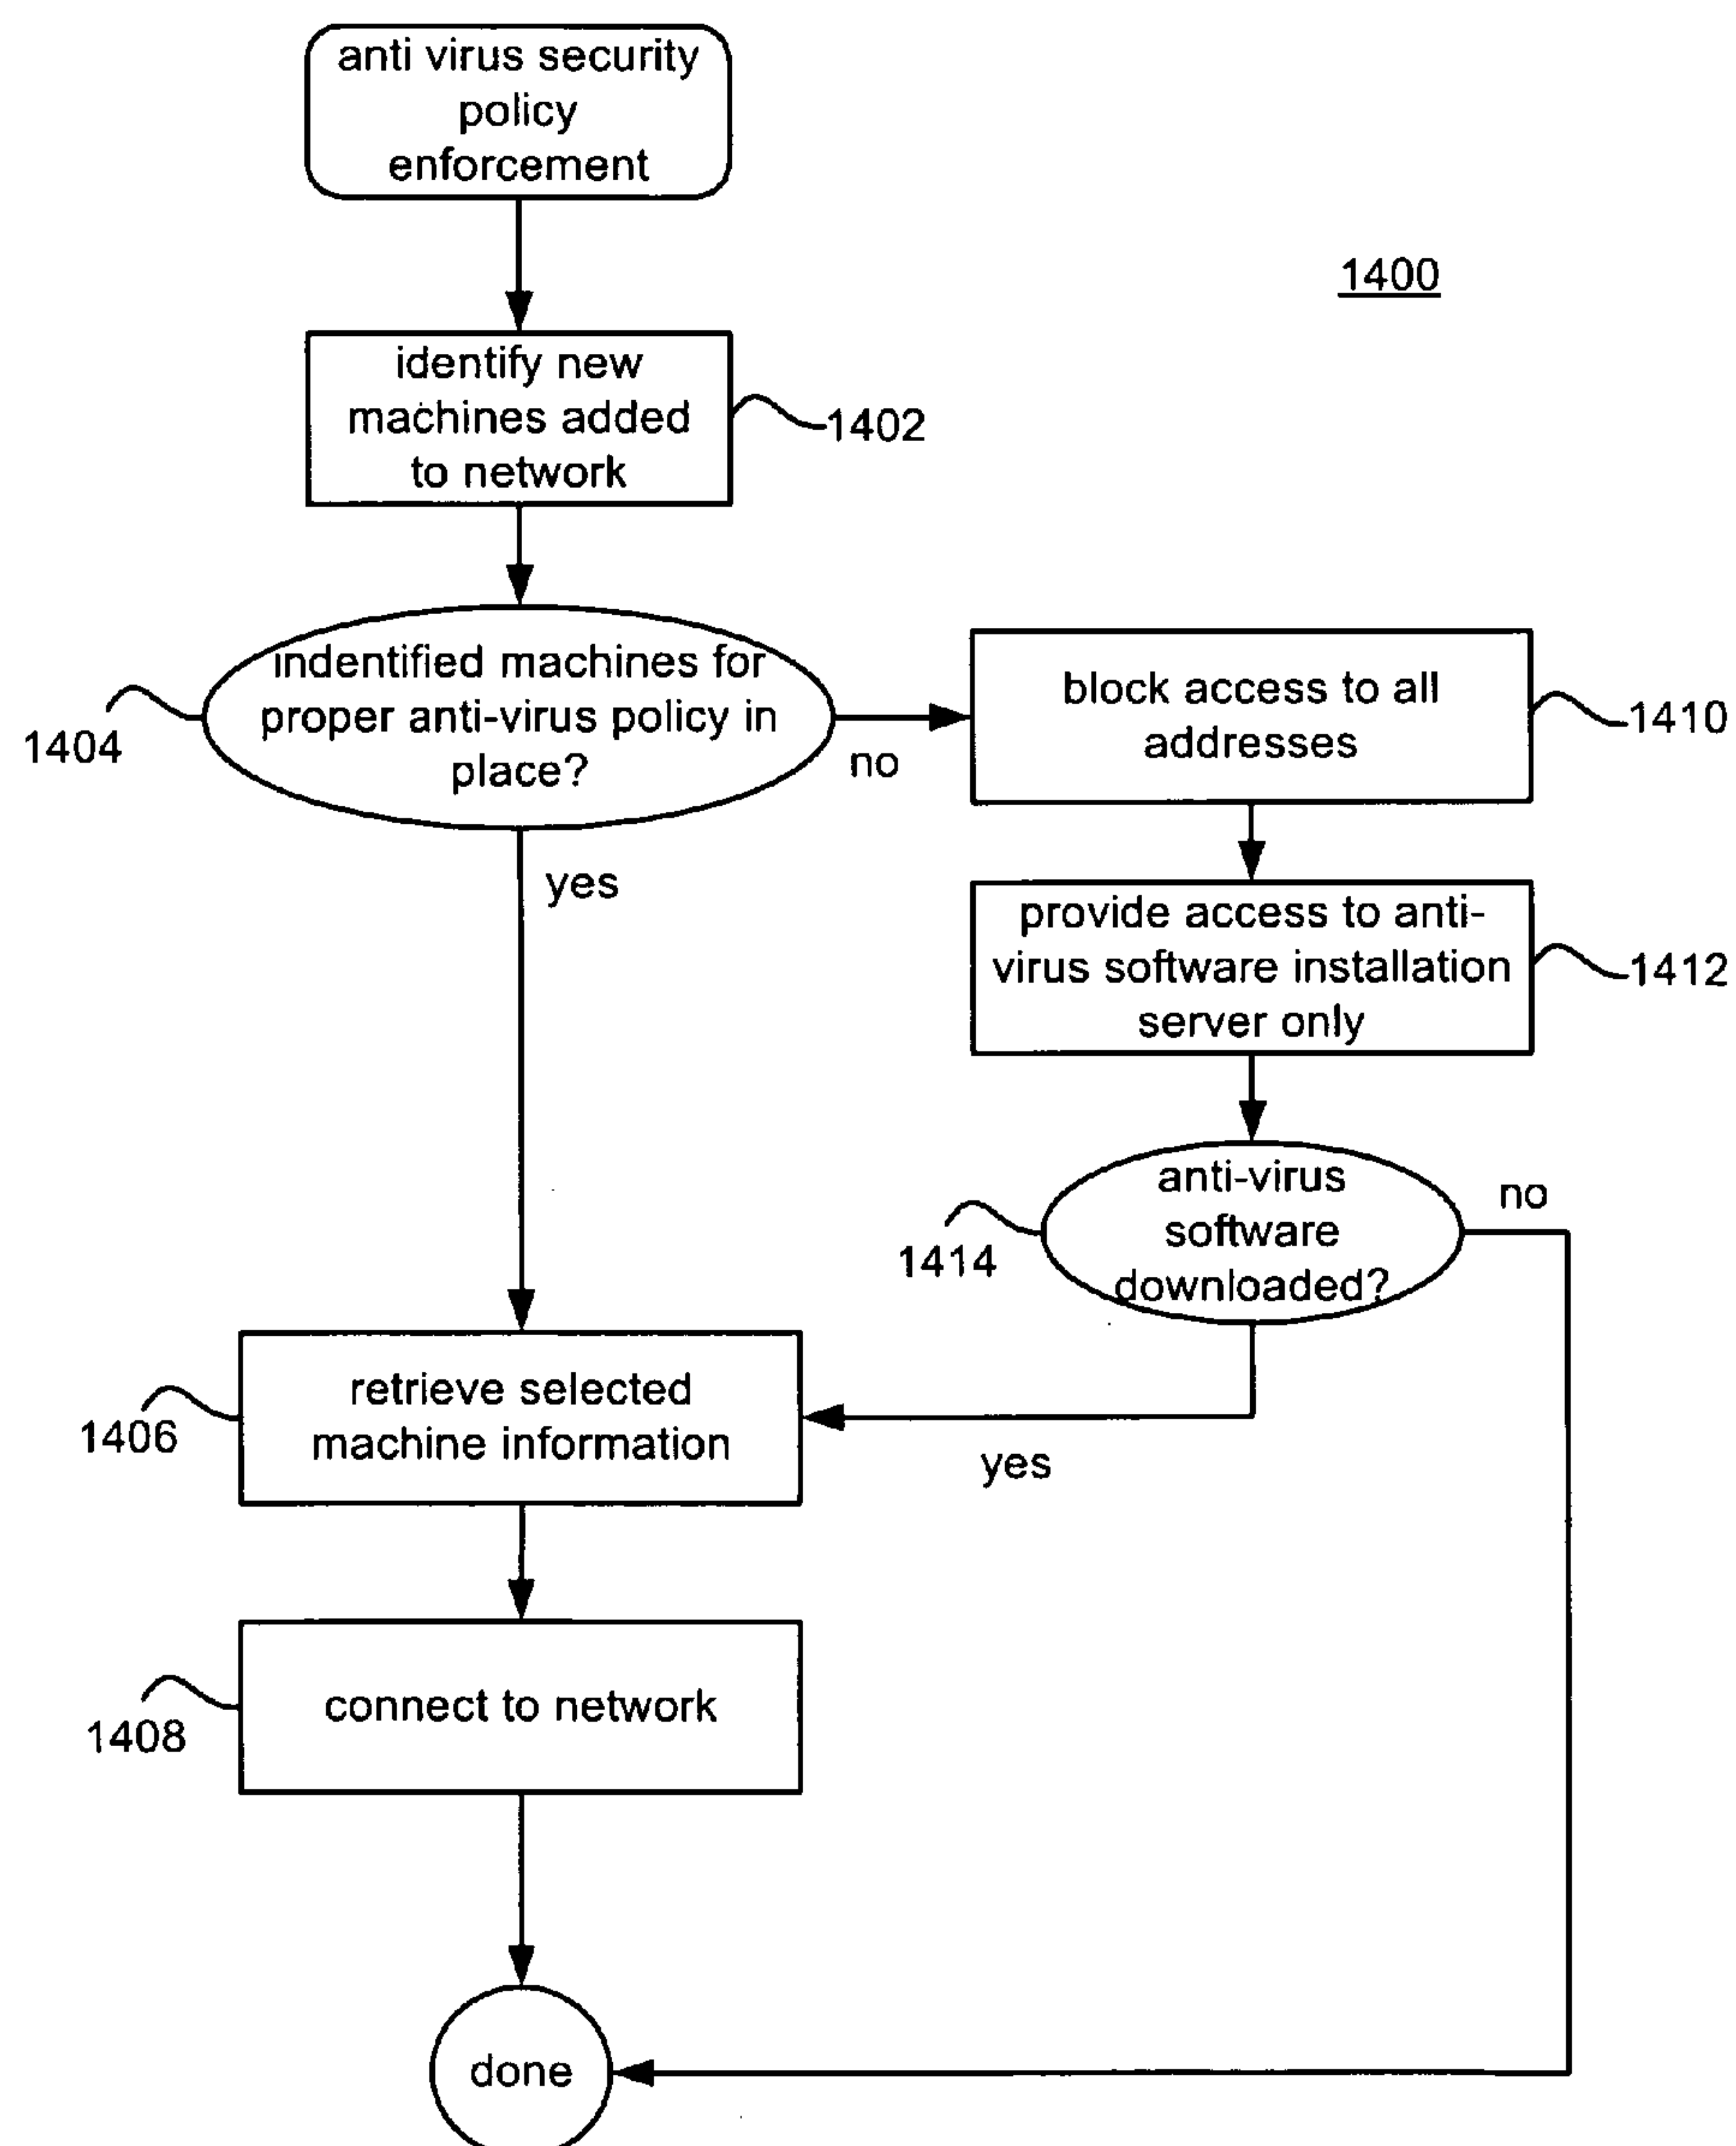 anti virus security
policy
enforcement
1400
identify new
machines added
to network
1402
indentified machines for
proper anti-virus policy in
place?
1404
no
block access to all
addresses
1410
yes
provide access to anti-
virus software installation
server only
1412
anti-virus
software
downloaded?
1414
no
retrieve selected
machine information
1406
yes
connect to network
1408
done